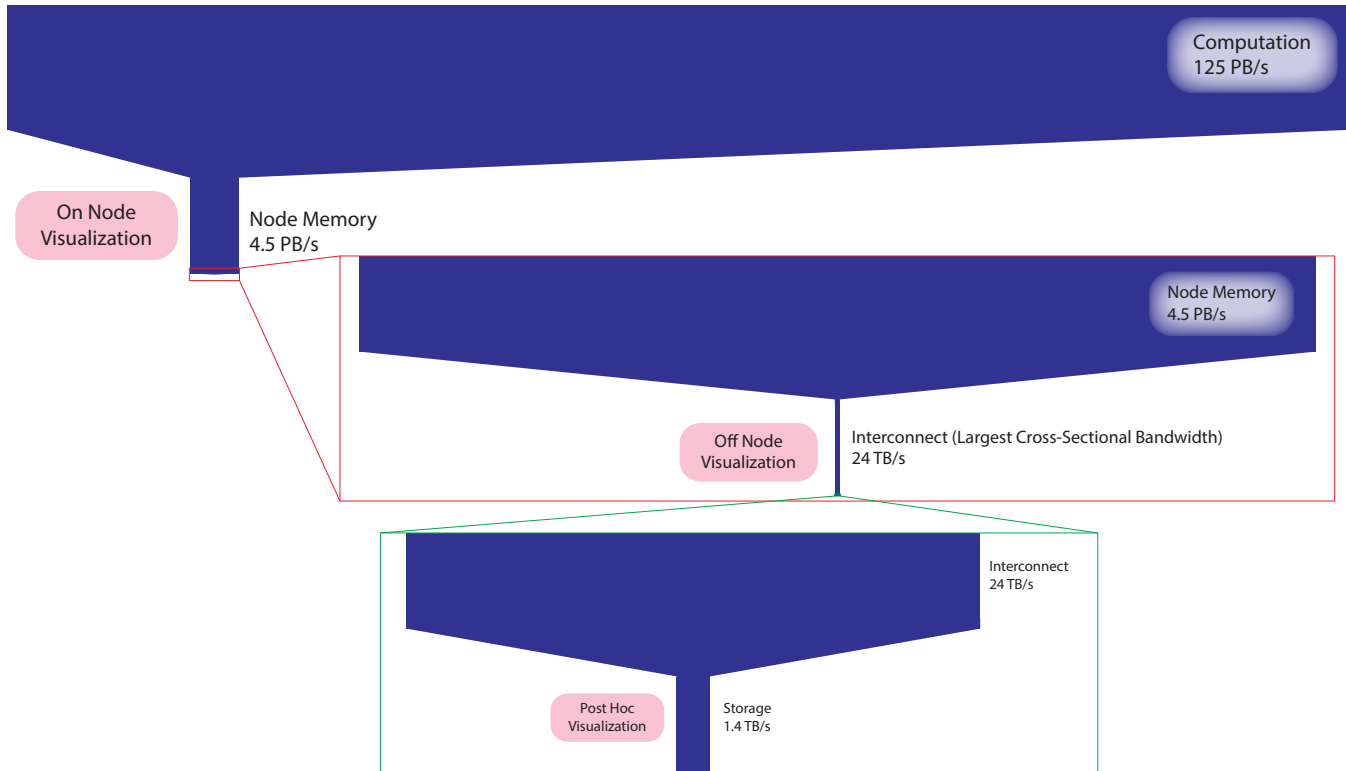 Computation
125 PB/s
On Node
Visualization
Node Memory
4.5 PB/s
Node Memory
4.5 PB/s
Off Node
Visualization
Interconnect (Largest Cross-Sectional Bandwidth)
24 TB/s
Interconnect
24 TB/s
Post Hoc
Visualization
Storage
1.4 TB/s